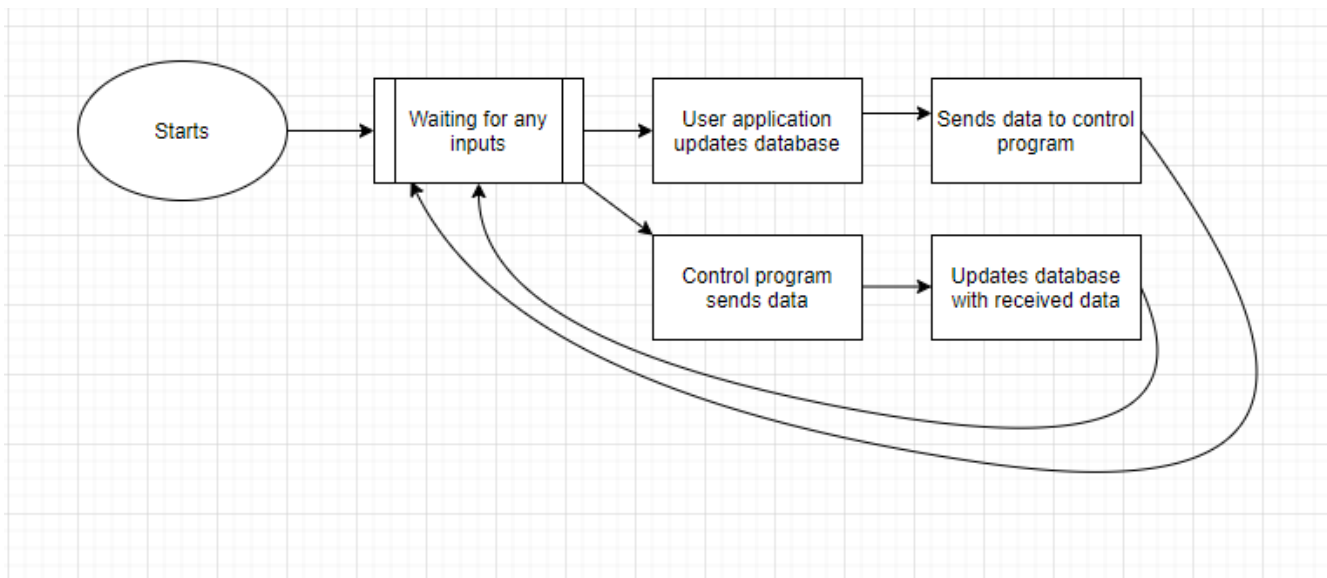 Starts
Waiting for any
inputs
User application
updates database
Sends data to control
program
Control program
sends data
Updates database
with received data